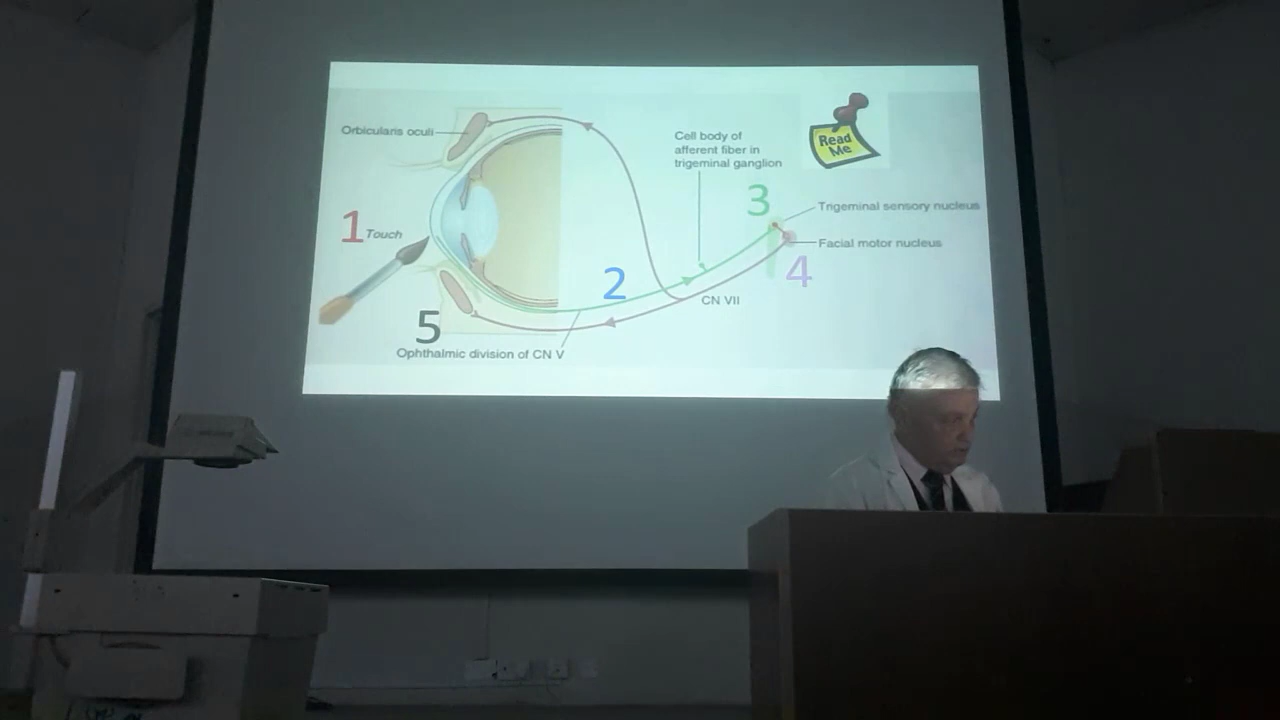 Orbicularis oculi
Cell body of
afferent fiber in
trigeminal ganglion
Read
Me
3
Trigeminal sensory nucleus
1
Touch
Facial motor nucleus
4
2
CN VII
5
Ophthalmic division of CN V